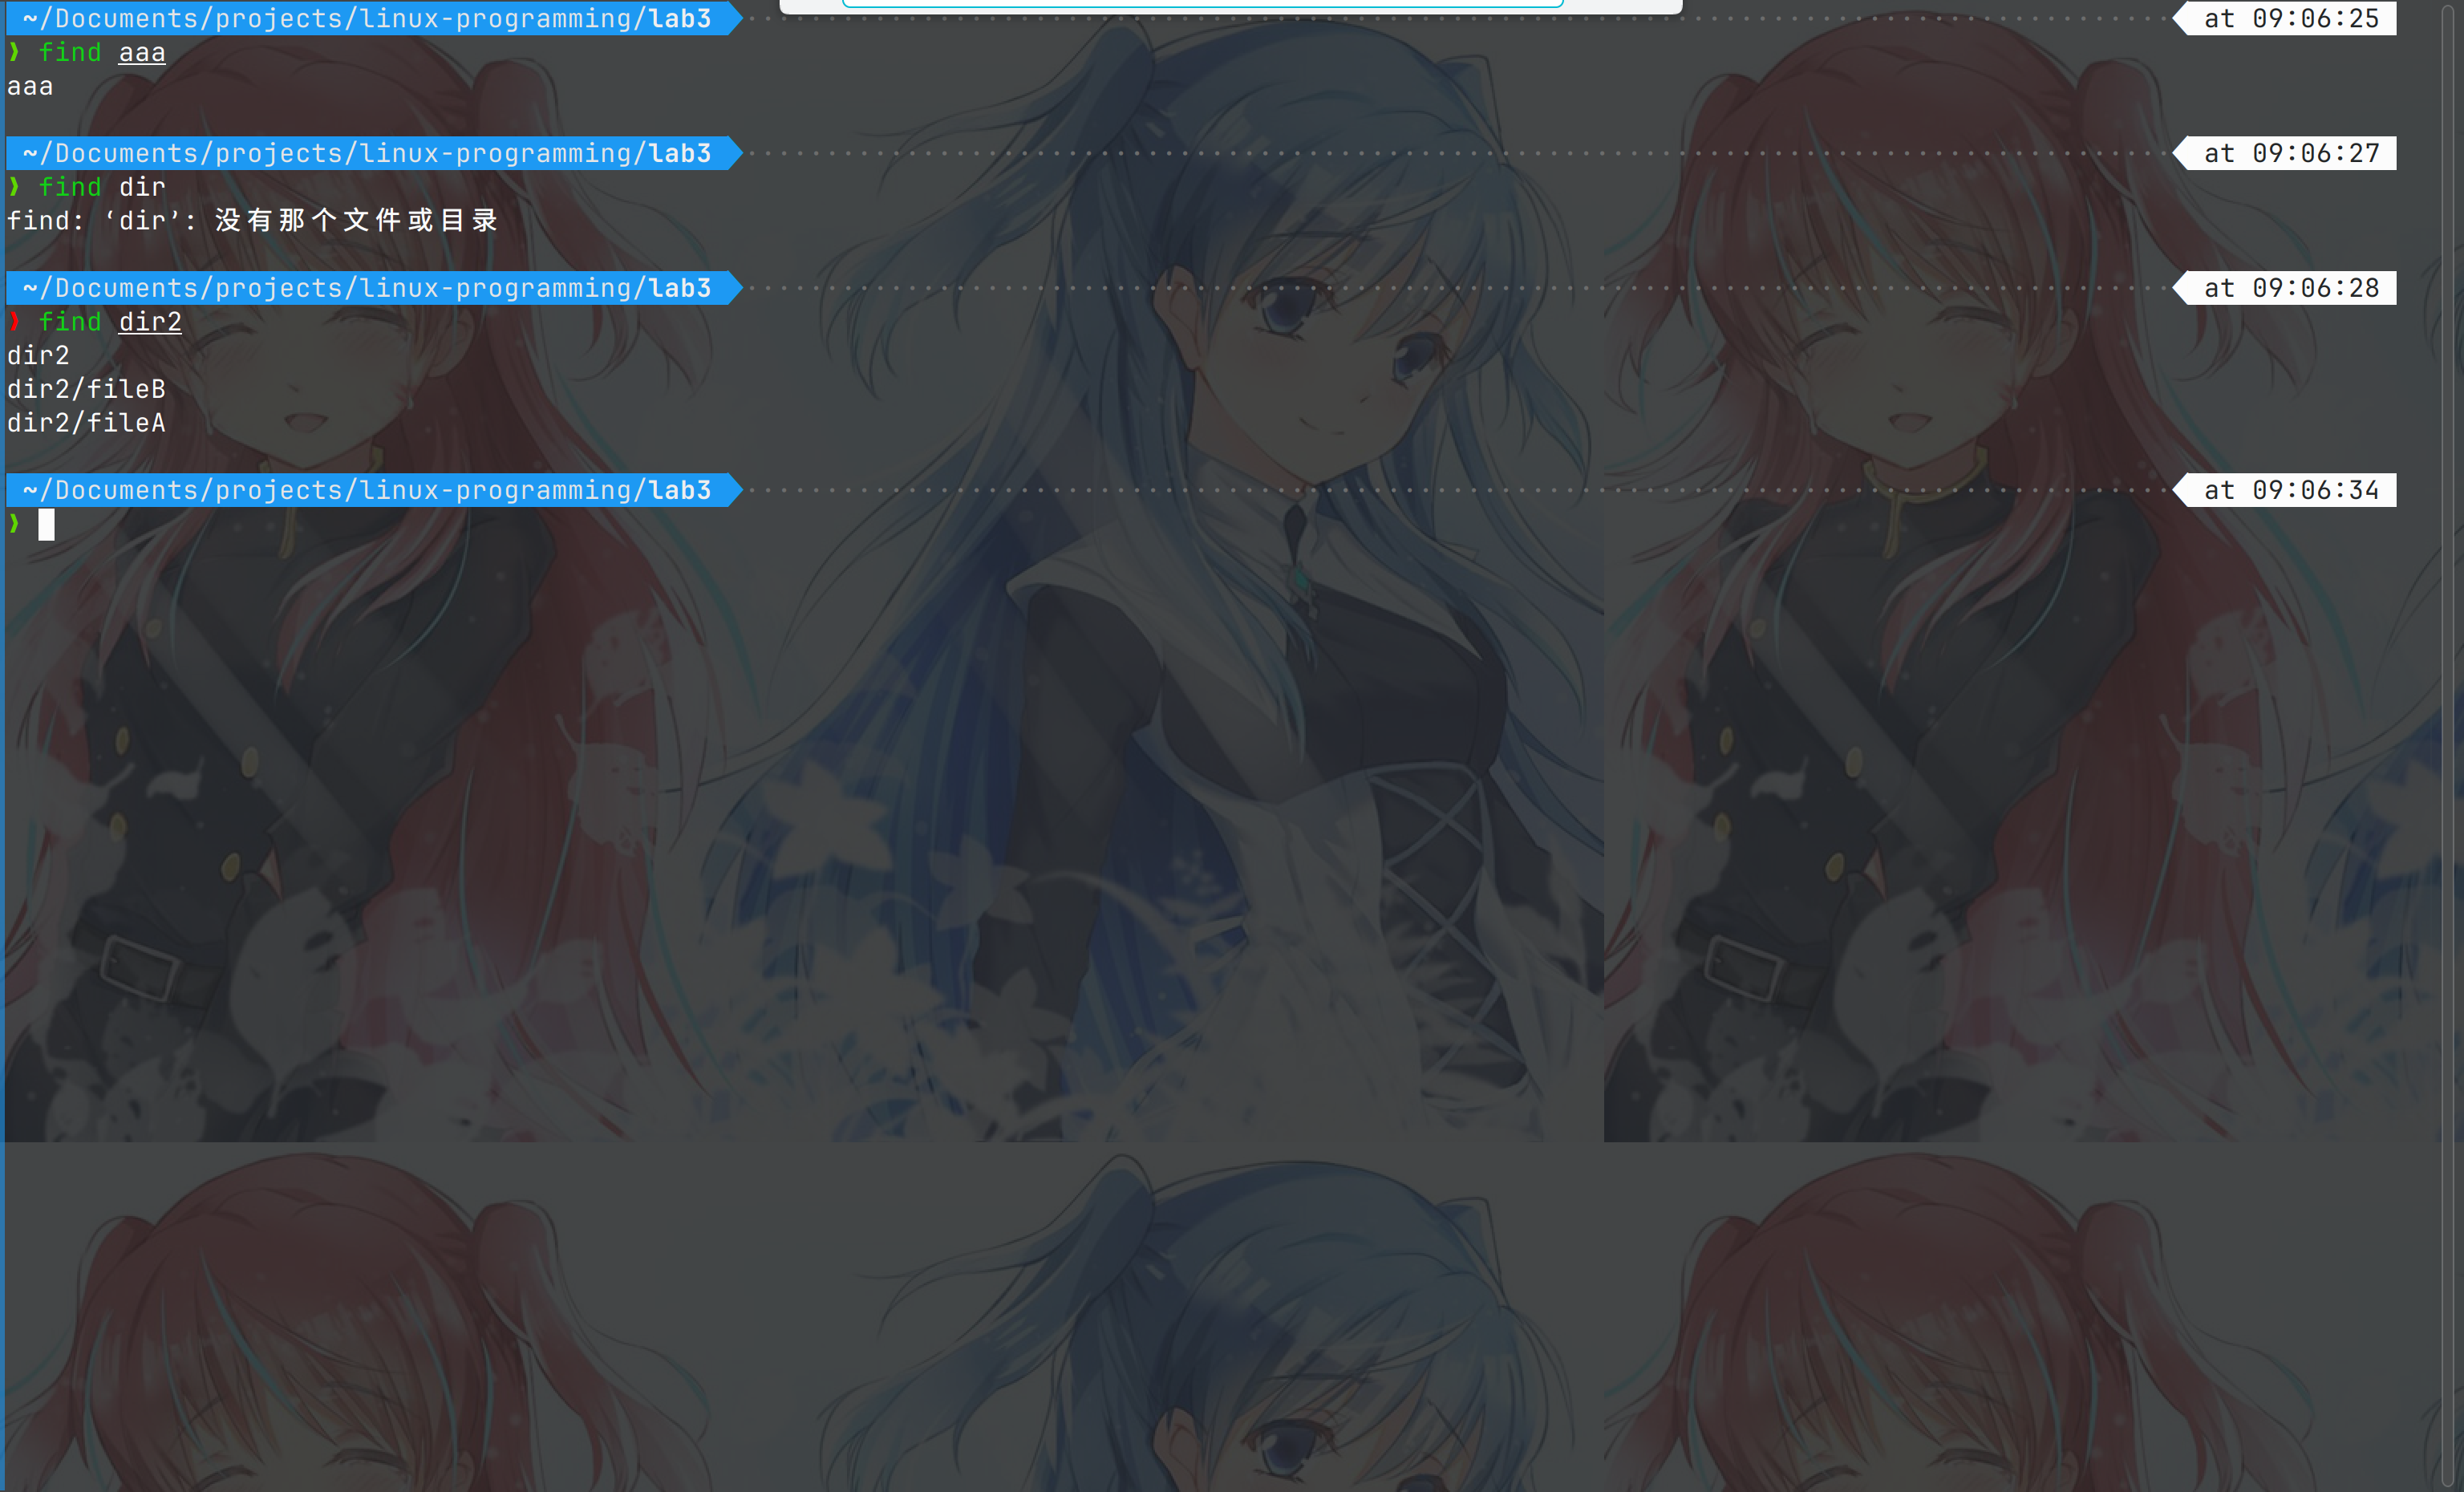 ~/Documents/projects/linux-programming/lab3 at 09:06:25
❯ find aaa
aaa
~/Documents/projects/linux-programming/lab3 at 09:06:27
❯ find dir
find: ‘dir’: 没有那个文件或目录
~/Documents/projects/linux-programming/lab3 at 09:06:28
❯ find dir2
dir2
dir2/fileB
dir2/fileA
~/Documents/projects/linux-programming/lab3 at 09:06:34
❯